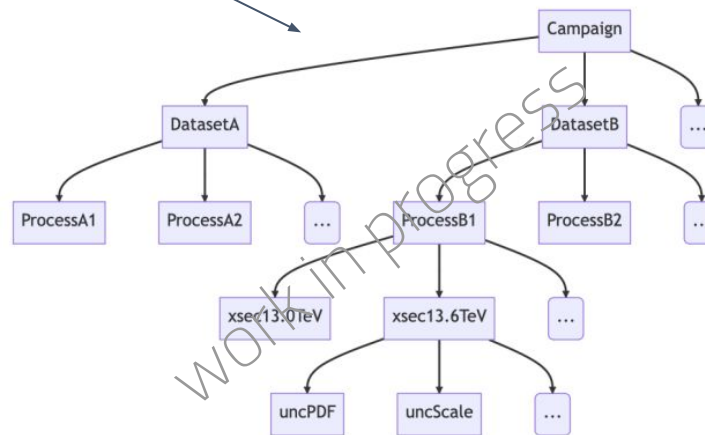 Campaign
DatasetA
DatasetB
...
ProcessA1
ProcessA2
...
ProcessB1
ProcessB2
...
xsec13.0TeV
xsec13.6TeV
...
uncPDF
uncScale
...
work in progress